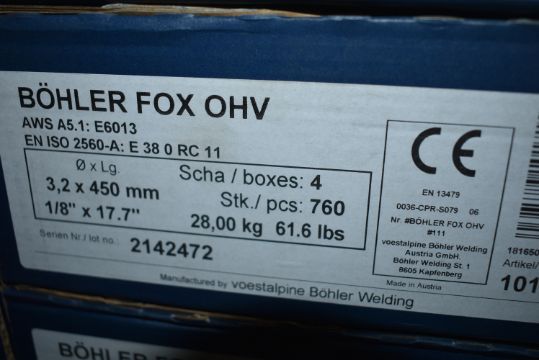 BÖHLER FOX OHV
AWS A5.1: E6013
EN ISO 2560-A: E 38 0 RC 11
Ø x Lg.
3,2 x 450 mm
1/8" x 17.7"
Scha / boxes: 4
Stk./ pcs: 760
28,00 kg 61.6 lbs
Serien Nr./ lot no.: 2142472
Manufactured by voestalpine Böhler Welding
CE
EN 13479
0036-CPR-S079 06
Nr. #BÖHLER FOX OHV
#111
voestalpine Böhler Welding
Austria GmbH.
Böhler Welding St. 1
8605 Kapfenberg
181650
Artikel/
101
BÖHLER FOX OHV